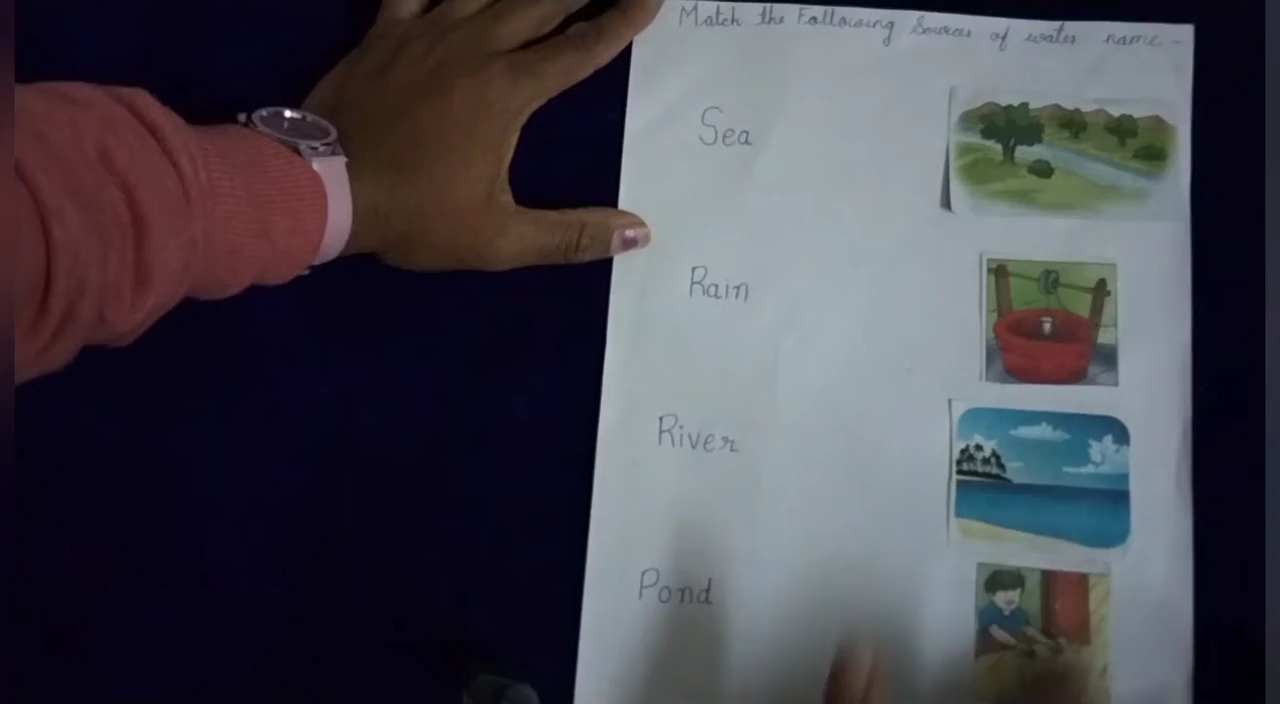 Match the Following Sources of water name -
Sea
Rain
River
Pond